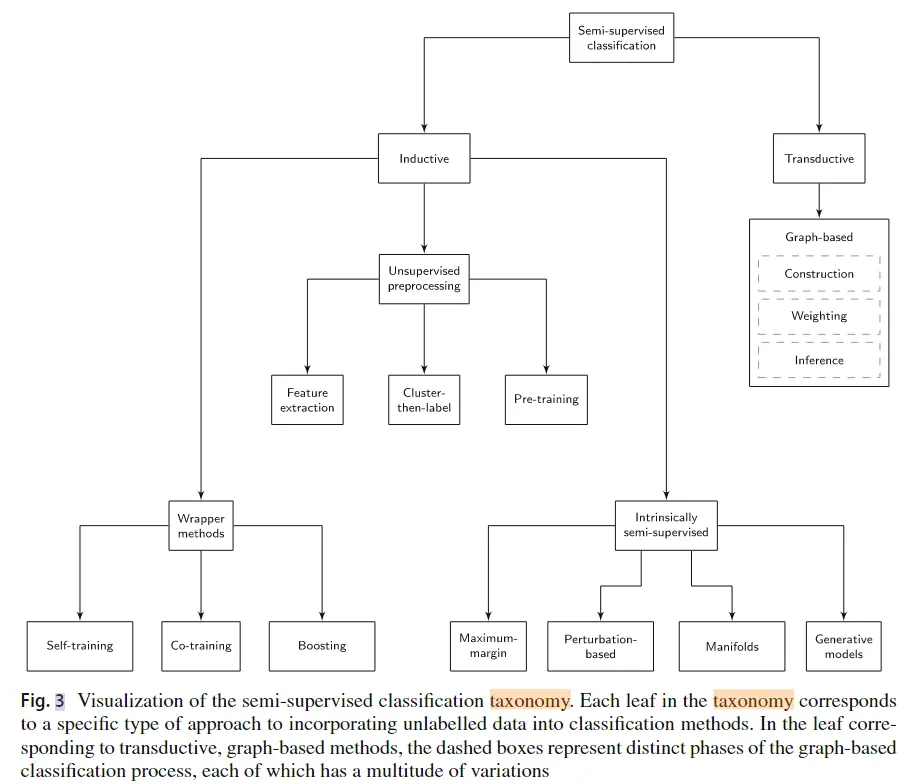 Semi-supervised
classification
Inductive
Transductive
Graph-based
Construction
Weighting
Inference
Unsupervised
preprocessing
Feature
extraction
Cluster-
then-label
Pre-training
Wrapper
methods
Intrinsically
semi-supervised
Self-training
Co-training
Boosting
Maximum-
margin
Perturbation-
based
Manifolds
Generative
models
Fig. 3 Visualization of the semi-supervised classification taxonomy. Each leaf in the taxonomy corresponds
to a specific type of approach to incorporating unlabelled data into classification methods. In the leaf corre-
sponding to transductive, graph-based methods, the dashed boxes represent distinct phases of the graph-based
classification process, each of which has a multitude of variations